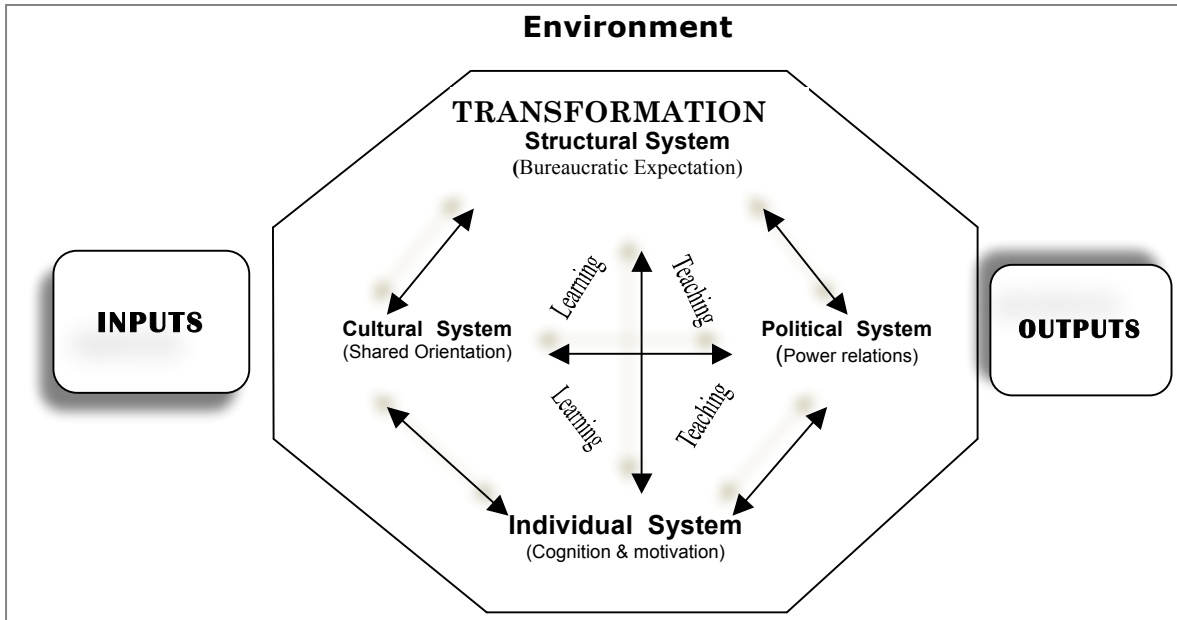 Environment
TRANSFORMATION
Structural System
(Bureaucratic Expectation)
Learning
Teaching
INPUTS
Cultural System
(Shared Orientation)
Political System
(Power relations)
OUTPUTS
Learning
Teaching
Individual System
(Cognition & motivation)